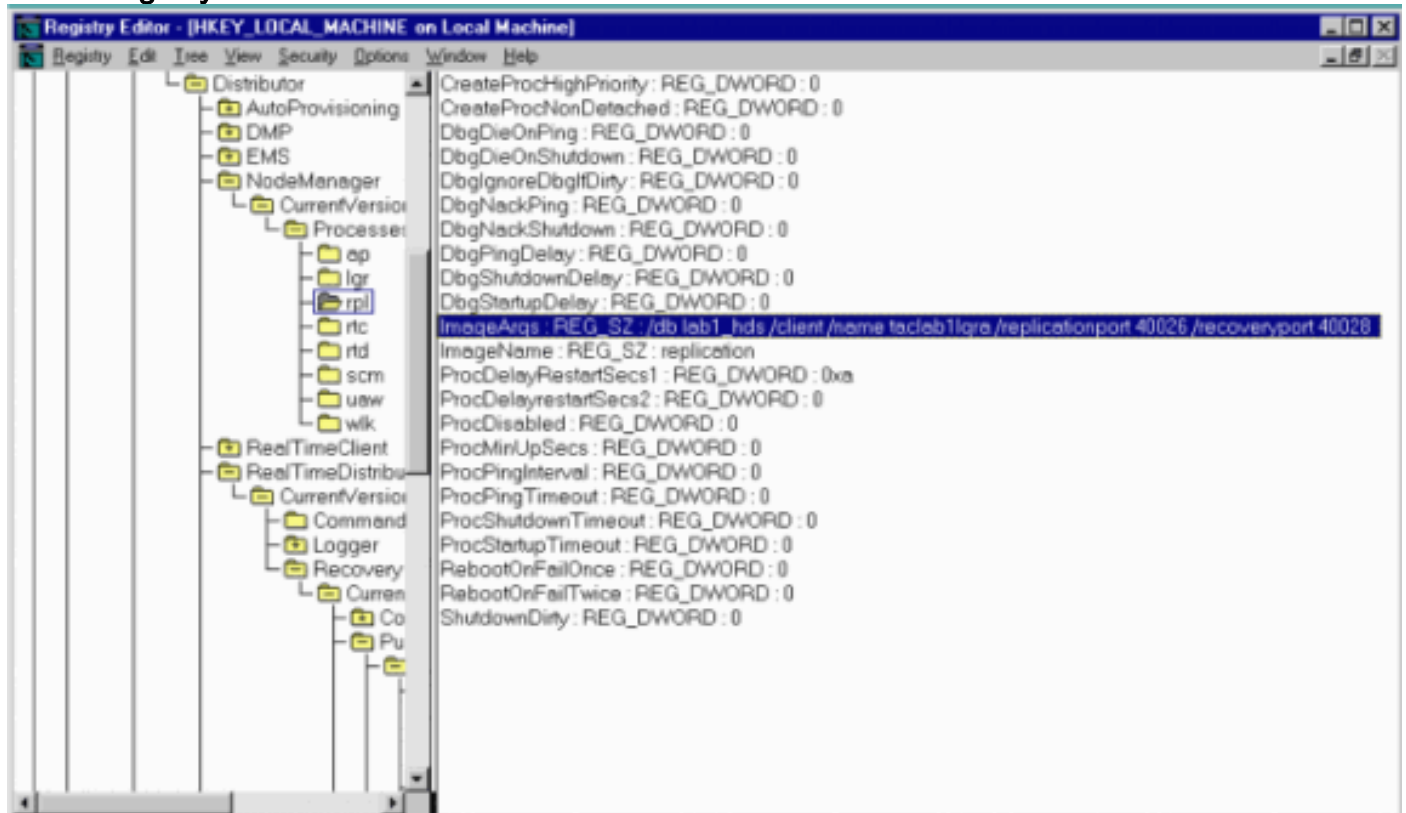 Registry Editor - [HKEY_LOCAL_MACHINE on Local Machine]
Registry Edit Tree View Security Options Window Help
Distributor
AutoProvisioning
DMP
EMS
NodeManager
CurrentVersion
Processes
ap
lgr
rpl
rtc
rtd
scm
uaw
wlk
RealTimeClient
RealTimeDistribu
CurrentVersion
Command
Logger
Recovery
Curren
Co
Pu
CreateProcHighPriority : REG_DWORD : 0
CreateProcNonDetached : REG_DWORD : 0
DbgDieOnPing : REG_DWORD : 0
DbgDieOnShutdown : REG_DWORD : 0
DbgIgnoreDbgIfDirty : REG_DWORD : 0
DbgNackPing : REG_DWORD : 0
DbgNackShutdown : REG_DWORD : 0
DbgPingDelay : REG_DWORD : 0
DbgShutdownDelay : REG_DWORD : 0
DbgStartupDelay : REG_DWORD : 0
ImageArgs : REG_SZ : /db lab1_hds /client /name taclab1lgra /replicationport 40026 /recoveryport 40028
ImageName : REG_SZ : replication
ProcDelayRestartSecs1 : REG_DWORD : 0xa
ProcDelayrestartSecs2 : REG_DWORD : 0
ProcDisabled : REG_DWORD : 0
ProcMinUpSecs : REG_DWORD : 0
ProcPingInterval : REG_DWORD : 0
ProcPingTimeout : REG_DWORD : 0
ProcShutdownTimeout : REG_DWORD : 0
ProcStartupTimeout : REG_DWORD : 0
RebootOnFailOnce : REG_DWORD : 0
RebootOnFailTwice : REG_DWORD : 0
ShutdownDirty : REG_DWORD : 0